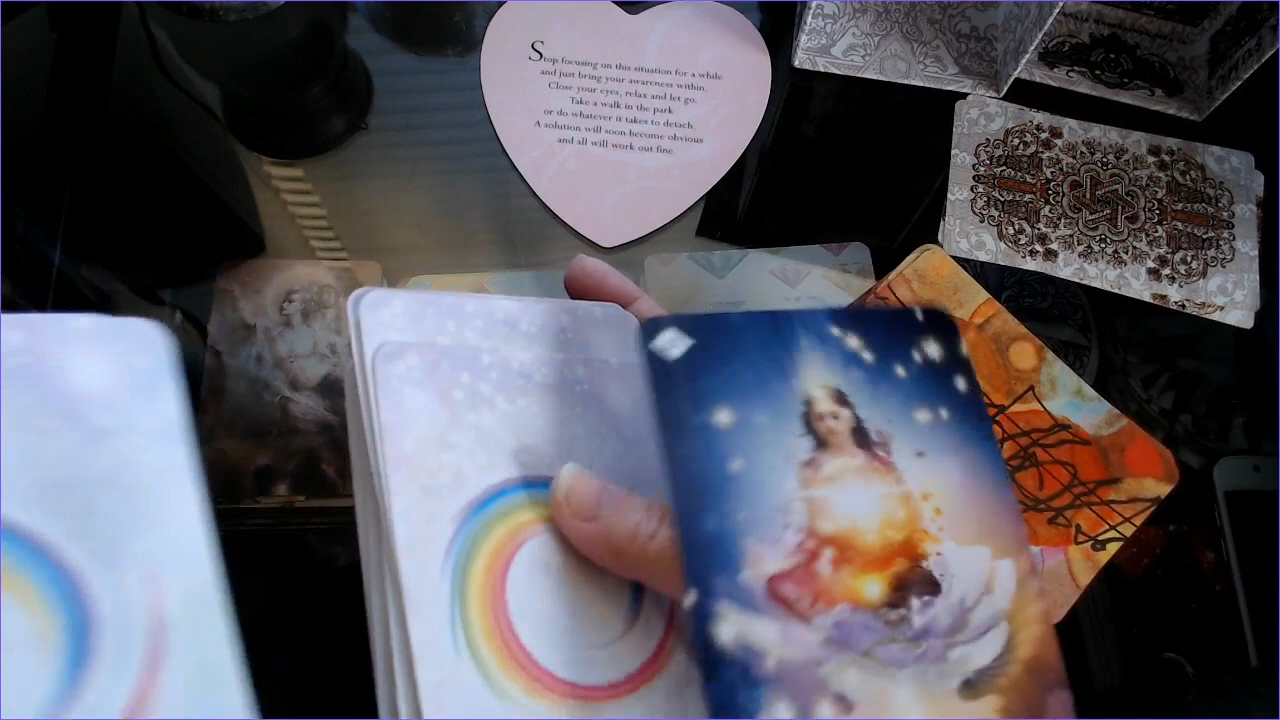 Stop focusing on this situation for a while
and just bring your awareness within.
Close your eyes, relax and let go.
Take a walk in the park
or do whatever it takes to detach.
A solution will soon become obvious
and all will work out fine.